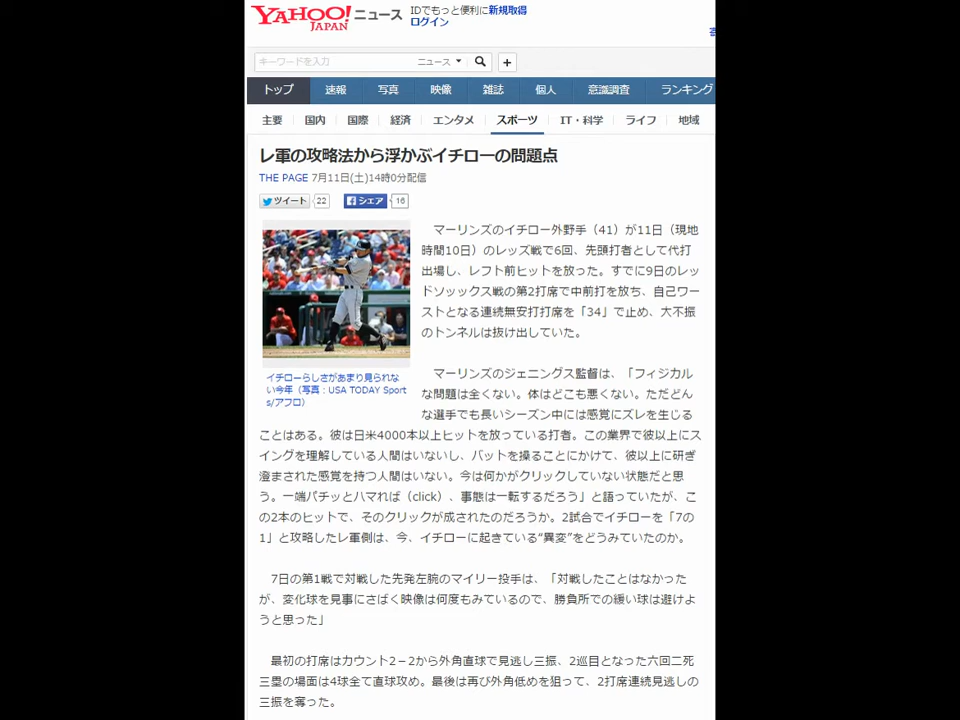 YAHOO!
JAPAN
ニュース
IDでもっと便利に新規取得
ログイン
キーワードを入力
ニュース
トップ
速報
写真
映像
雑誌
個人
意識調査
ランキング
主要
国内
国際
経済
エンタメ
スポーツ
IT・科学
ライフ
地域
レ軍の攻略法から浮かぶイチローの問題点
THE PAGE 7月11日(土)14時0分配信
ツイート 22
シェア 16
マーリンズのイチロー外野手（41）が11日（現地
時間10日）のレッズ戦で6回、先頭打者として代打
出場し、レフト前ヒットを放った。すでに9日のレッ
ドソッックス戦の第2打席で中前打を放ち、自己ワー
ストとなる連続無安打打席を「34」で止め、大不振
のトンネルは抜け出していた。
イチローらしさがあまり見られな
い今年（写真：USA TODAY Sport
s/アフロ）
マーリンズのジェニングス監督は、「フィジカル
な問題は全くない。体はどこも悪くない。ただどん
な選手でも長いシーズン中には感覚にズレを生じる
ことはある。彼は日米4000本以上ヒットを放っている打者。この業界で彼以上にス
イングを理解している人間はいないし、バットを操ることにかけて、彼以上に研ぎ
澄まされた感覚を持つ人間はいない。今は何かがクリックしていない状態だと思
う。一端パチッとハマれば（click）、事態は一転するだろう」と語っていたが、こ
の2本のヒットで、そのクリックが成されたのだろうか。2試合でイチローを「7の
1」と攻略したレ軍側は、今、イチローに起きている“異変”をどうみていたのか。
7日の第1戦で対戦した先発左腕のマイリー投手は、「対戦したことはなかった
が、変化球を見事にさばく映像は何度もみているので、勝負所での緩い球は避けよ
うと思った」
最初の打席はカウント2－2から外角直球で見逃し三振、2巡目となった六回二死
三塁の場面は4球全て直球攻め。最後は再び外角低めを狙って、2打席連続見逃しの
三振を奪った。